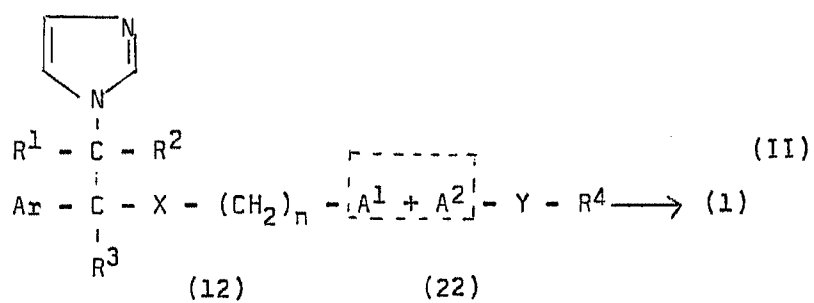 N
N
R¹ - C - R² (II)
Ar - C - X - (CH₂)ₙ - A¹ + A² - Y - R⁴ ⟶ (1)
R³
(12) (22)